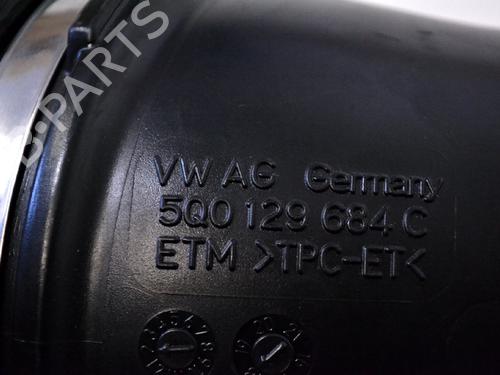 B-PARTS
VW AG Germany
5Q0 129 684 C
ETM >TPC-ET<